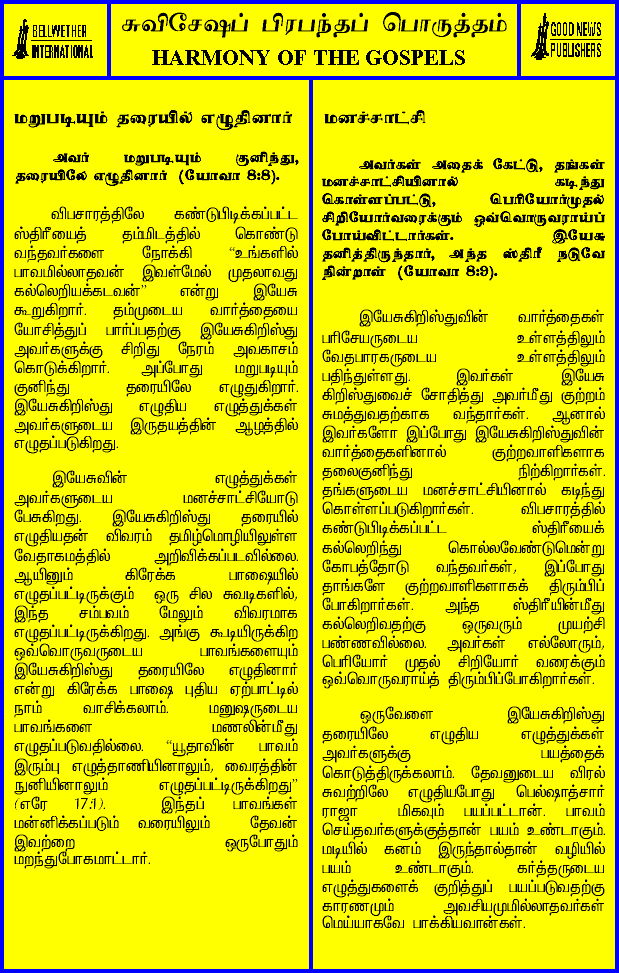 BELLWETHER
INTERNATIONAL
சுவிசேஷப் பிரபந்தப் பொருத்தம்
HARMONY OF THE GOSPELS
GOOD NEWS
PUBLISHERS
மறுபடியும் தரையில் எழுதினார்
அவர் மறுபடியும் குனிந்து,
தரையிலே எழுதினார் (யோவா 8:8).
விபசாரத்திலே கண்டுபிடிக்கப்பட்ட
ஸ்திரீயைத் தம்மிடத்தில் கொண்டு
வந்தவர்களை நோக்கி “உங்களில்
பாவமில்லாதவன் இவள்மேல் முதலாவது
கல்லெறியக்கடவன்” என்று இயேசு
கூறுகிறார். தம்முடைய வார்த்தையை
யோசித்துப் பார்ப்பதற்கு இயேசுகிறிஸ்து
அவர்களுக்கு சிறிது நேரம் அவகாசம்
கொடுக்கிறார். அப்போது மறுபடியும்
குனிந்து தரையிலே எழுதுகிறார்.
இயேசுகிறிஸ்து எழுதிய எழுத்துக்கள்
அவர்களுடைய இருதயத்தின் ஆழத்தில்
எழுதப்படுகிறது.
இயேசுவின் எழுத்துக்கள்
அவர்களுடைய மனச்சாட்சியோடு
பேசுகிறது. இயேசுகிறிஸ்து தரையில்
எழுதியதன் விவரம் தமிழ்மொழியிலுள்ள
வேதாகமத்தில் அறிவிக்கப்படவில்லை.
ஆயினும் கிரேக்க பாஷையில்
எழுதப்பட்டிருக்கும் ஒரு சில சுவடிகளில்,
இந்த சம்பவம் மேலும் விவரமாக
எழுதப்பட்டிருக்கிறது. அங்கு கூடியிருக்கிற
ஒவ்வொருவருடைய பாவங்களையும்
இயேசுகிறிஸ்து தரையிலே எழுதினார்
என்று கிரேக்க பாஷை புதிய ஏற்பாட்டில்
நாம் வாசிக்கலாம். மனுஷருடைய
பாவங்களை மணலின்மீது
எழுதப்படுவதில்லை. “யூதாவின் பாவம்
இரும்பு எழுத்தாணியினாலும், வைரத்தின்
நுனியினாலும் எழுதப்பட்டிருக்கிறது”
(எரே 17:1). இந்தப் பாவங்கள்
மன்னிக்கப்படும் வரையிலும் தேவன்
இவற்றை ஒருபோதும்
மறந்துபோகமாட்டார்.
மனச்சாட்சி
அவர்கள் அதைக் கேட்டு, தங்கள்
மனச்சாட்சியினால் கடிந்து
கொள்ளப்பட்டு, பெரியோர்முதல்
சிறியோர்வரைக்கும் ஒவ்வொருவராய்ப்
போய்விட்டார்கள். இயேசு
தனித்திருந்தார், அந்த ஸ்திரீ நடுவே
நின்றாள் (யோவா 8:9).
இயேசுகிறிஸ்துவின் வார்த்தைகள்
பரிசேயருடைய உள்ளத்திலும்
வேதபாரகருடைய உள்ளத்திலும்
பதிந்துள்ளது. இவர்கள் இயேசு
கிறிஸ்துவைச் சோதித்து அவர்மீது குற்றம்
சுமத்துவதற்காக வந்தார்கள். ஆனால்
இவர்களோ இப்போது இயேசுகிறிஸ்துவின்
வார்த்தைகளினால் குற்றவாளிகளாக
தலைகுனிந்து நிற்கிறார்கள்.
தங்களுடைய மனச்சாட்சியினால் கடிந்து
கொள்ளப்படுகிறார்கள். விபசாரத்தில்
கண்டுபிடிக்கப்பட்ட ஸ்திரீயைக்
கல்லெறிந்து கொல்லவேண்டுமென்று
கோபத்தோடு வந்தவர்கள், இப்போது
தாங்களே குற்றவாளிகளாகத் திரும்பிப்
போகிறார்கள். அந்த ஸ்திரீயின்மீது
கல்லெறிவதற்கு ஒருவரும் முயற்சி
பண்ணவில்லை. அவர்கள் எல்லோரும்,
பெரியோர் முதல் சிறியோர் வரைக்கும்
ஒவ்வொருவராய்த் திரும்பிப்போகிறார்கள்.
ஒருவேளை இயேசுகிறிஸ்து
தரையிலே எழுதிய எழுத்துக்கள்
அவர்களுக்கு பயத்தைக்
கொடுத்திருக்கலாம். தேவனுடைய விரல்
சுவற்றிலே எழுதியபோது பெல்ஷாத்சார்
ராஜா மிகவும் பயப்பட்டான். பாவம்
செய்தவர்களுக்குத்தான் பயம் உண்டாகும்.
மடியில் கனம் இருந்தால்தான் வழியில்
பயம் உண்டாகும். கர்த்தருடைய
எழுத்துகளைக் குறித்துப் பயப்படுவதற்கு
காரணமும் அவசியமுமில்லாதவர்கள்
மெய்யாகவே பாக்கியவான்கள்.